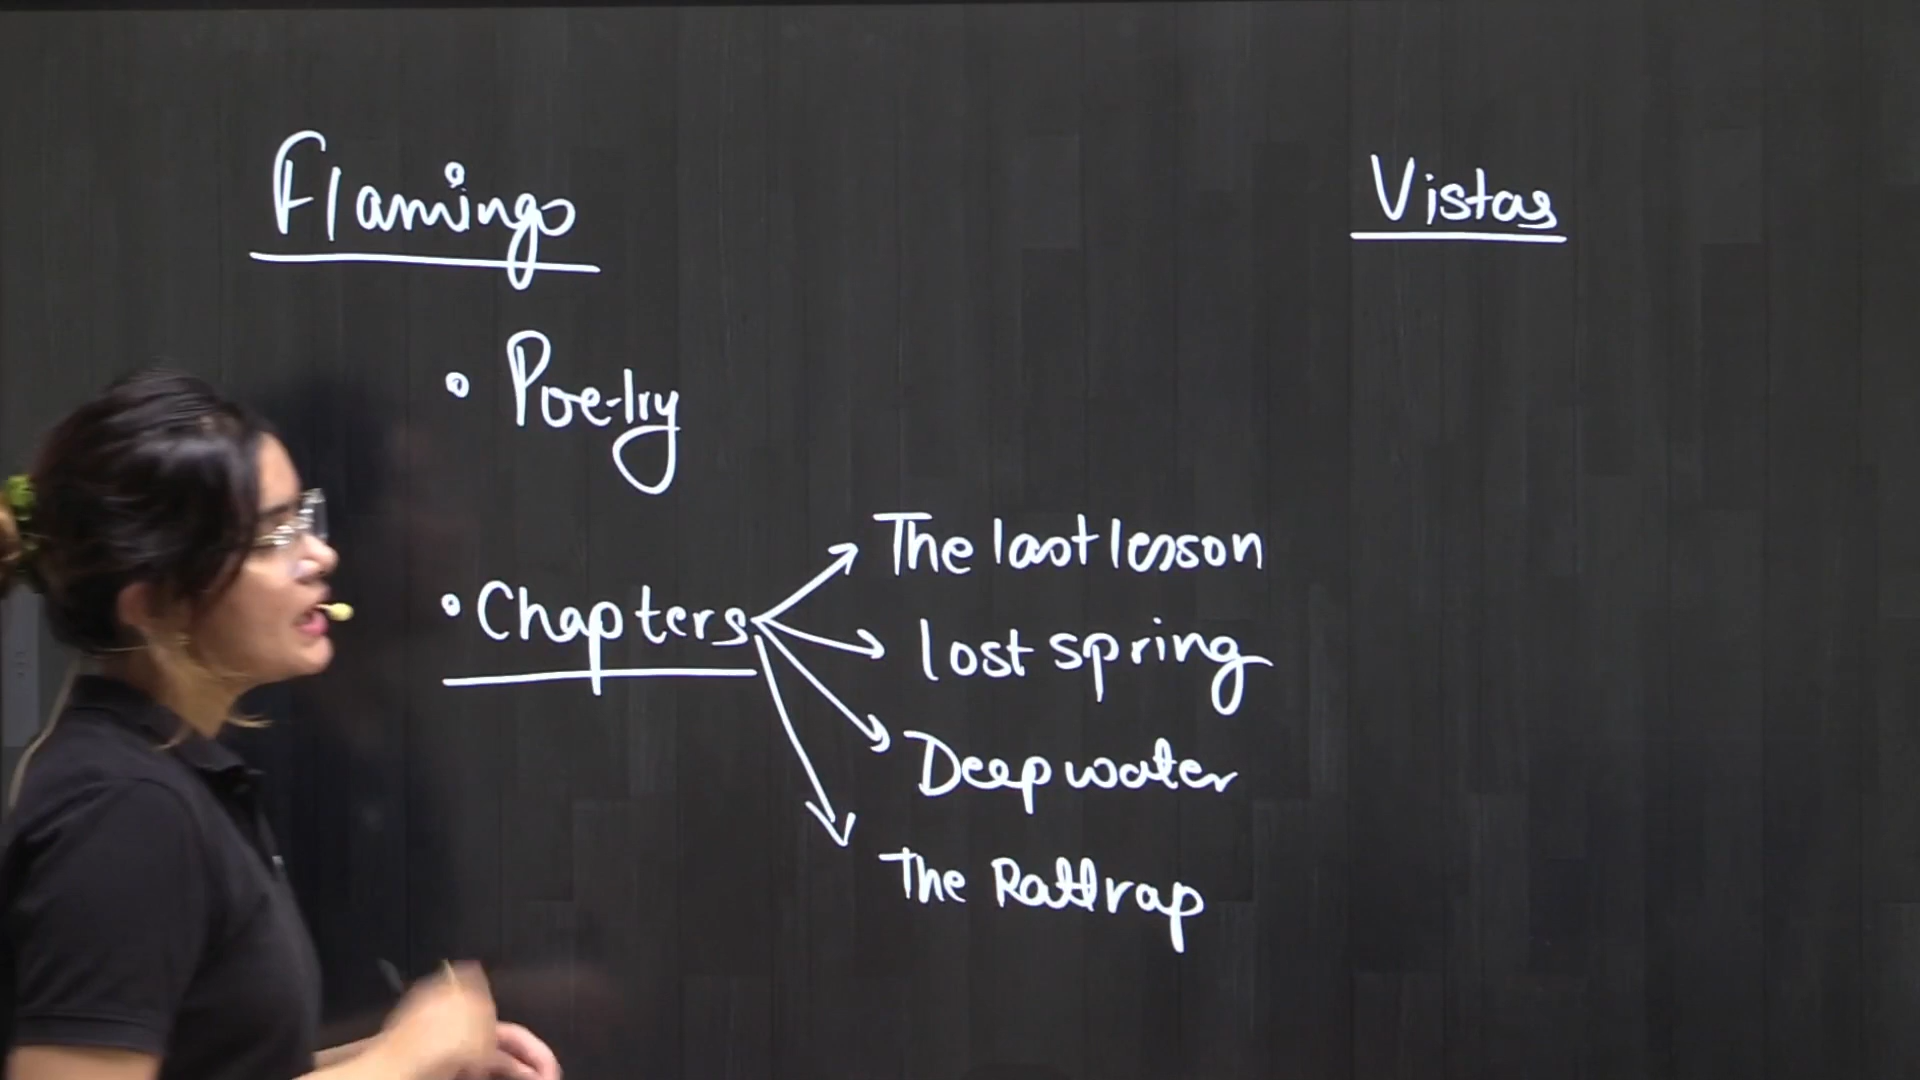 Flamingo
Vistas
• Poetry
• Chapters
The last lesson
lost spring
Deep water
The Rattrap